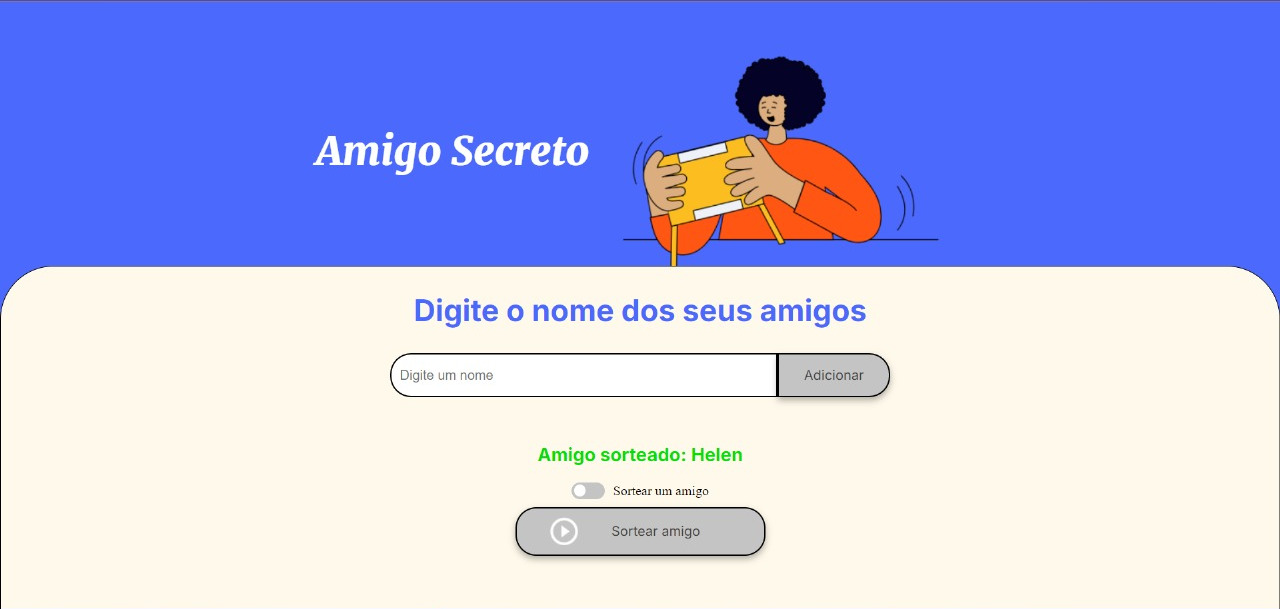 Amigo Secreto
Digite o nome dos seus amigos
Digite um nome
Adicionar
Amigo sorteado: Helen
Sortear um amigo
Sortear amigo